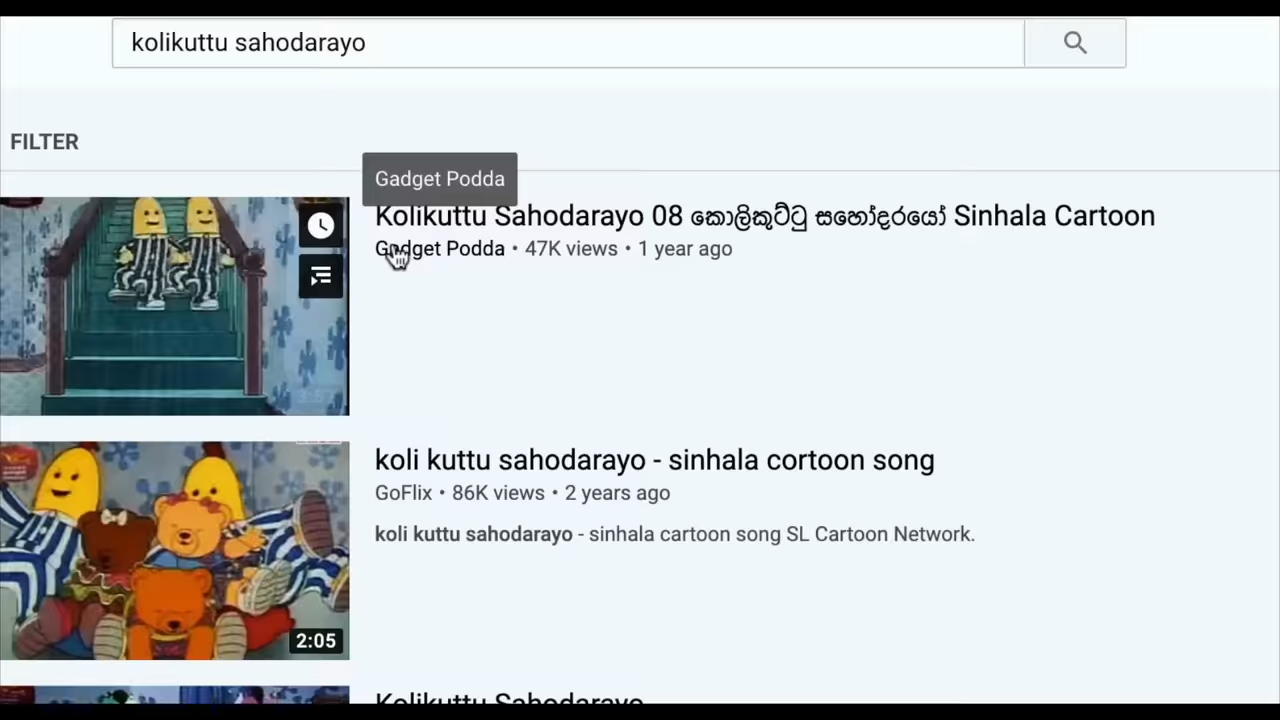 kolikuttu sahodarayo
FILTER
Gadget Podda
Kolikuttu Sahodarayo 08 කොලිකුට්ටු සහෝදරයෝ Sinhala Cartoon
Gadget Podda • 47K views • 1 year ago
koli kuttu sahodarayo - sinhala cortoon song
GoFlix • 86K views • 2 years ago
koli kuttu sahodarayo - sinhala cartoon song SL Cartoon Network.
2:05
Kolikuttu Sahodarayo